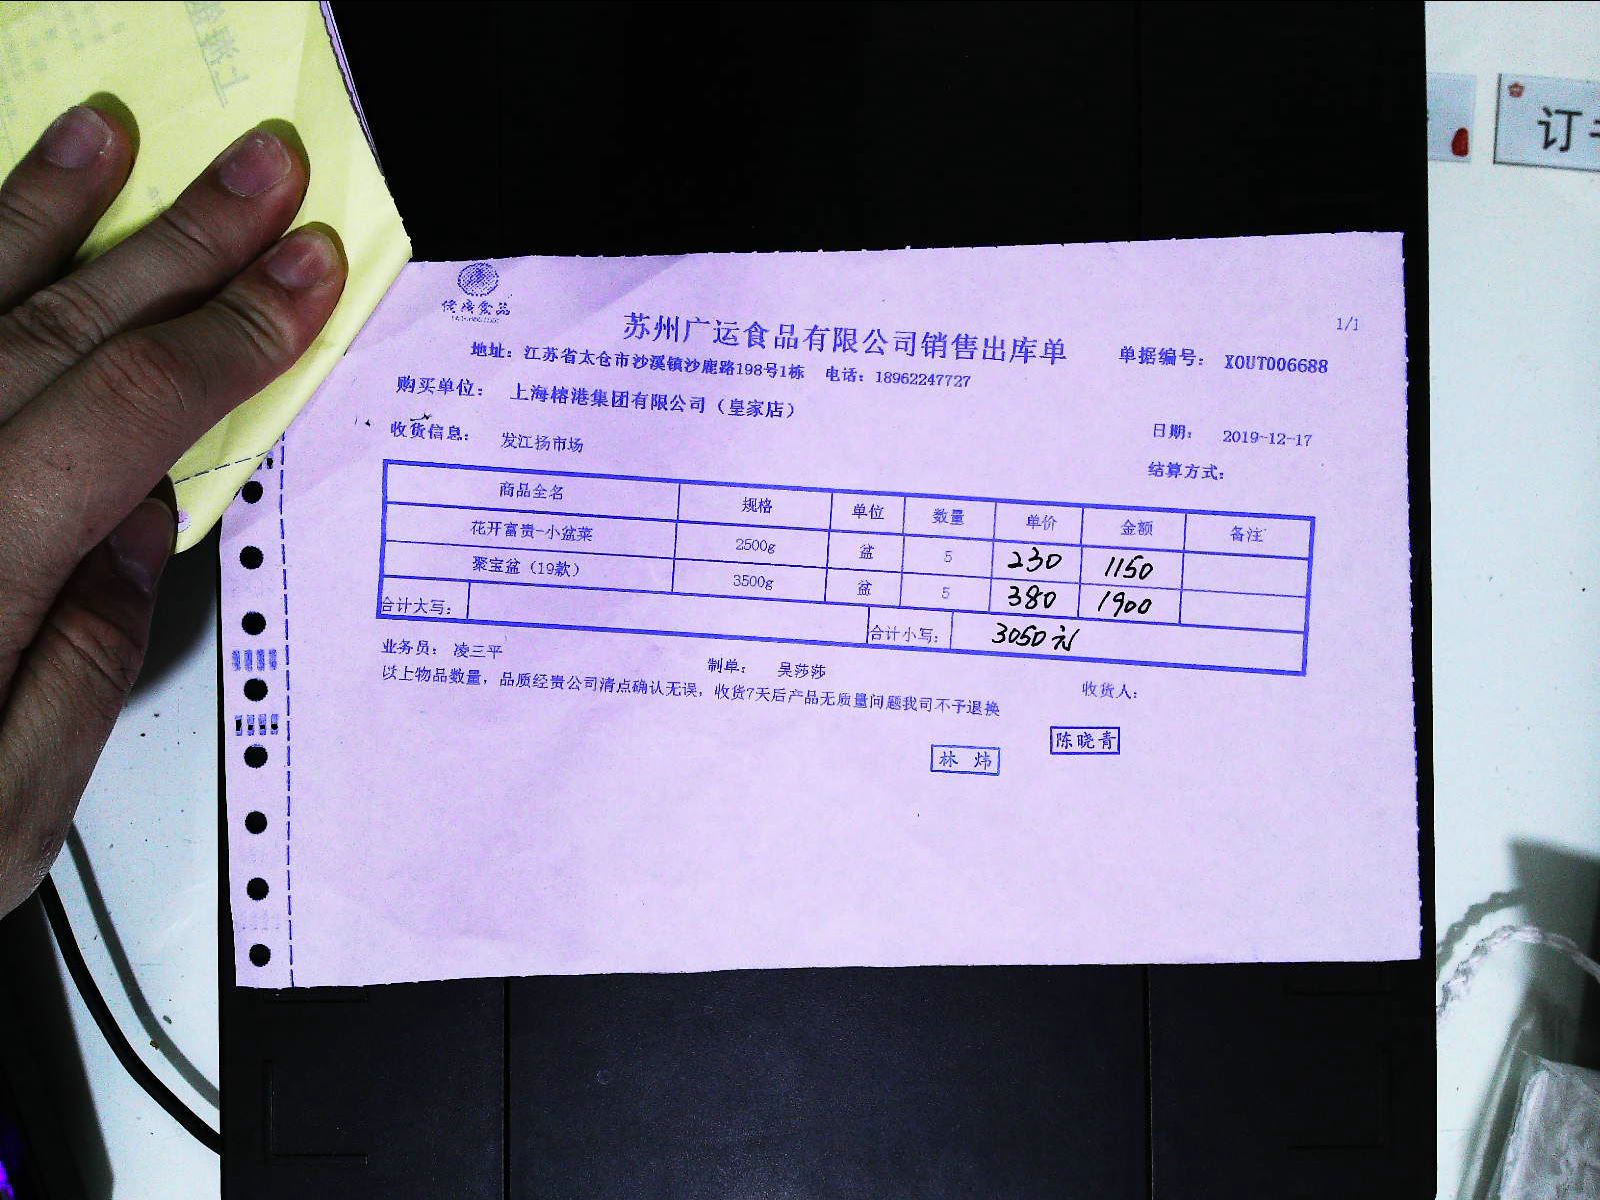 订
1/1
苏州广运食品有限公司销售出库单
地址：江苏省太仓市沙溪镇沙鹿路198号1栋 电话：18962247727 单据编号： XOUT006688
购买单位： 上海榕港集团有限公司（皇家店）
收货信息： 发江扬市场 日期： 2019-12-17
结算方式：
商品全名 规格 单位 数量 单价 金额 备注
花开富贵-小盆菜 2500g 盆 5 230 1150
聚宝盆（19款） 3500g 盆 5 380 1900
合计大写： 合计小写： 3050元
业务员： 凌三平 制单： 吴莎莎 收货人：
以上物品数量，品质经贵公司清点确认无误，收货7天后产品无质量问题我司不予退换
陈晓青
林 炜